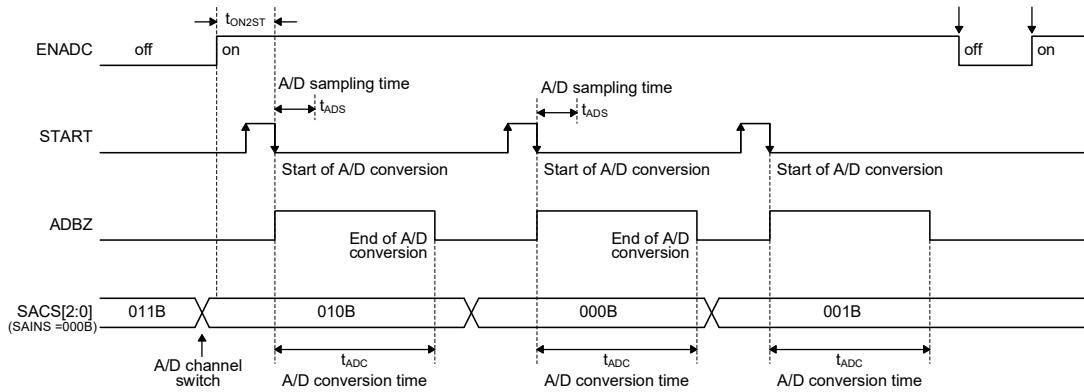 tON2ST
ENADC
off
on
off
on
A/D sampling time
tADS
A/D sampling time
tADS
START
Start of A/D conversion
Start of A/D conversion
Start of A/D conversion
ADBZ
End of A/D
conversion
End of A/D
conversion
SACS[2:0]
(SAINS =000B)
011B
010B
000B
001B
A/D channel
switch
tADC
A/D conversion time
tADC
A/D conversion time
tADC
A/D conversion time